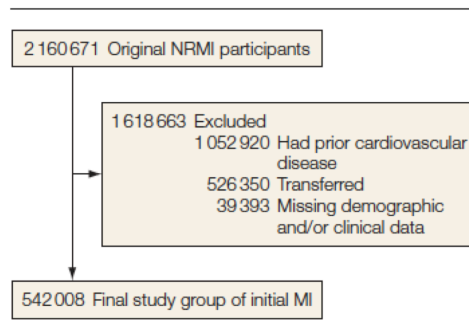 2 160 671 Original NRMI participants
1 618 663 Excluded
1 052 920 Had prior cardiovascular
disease
526 350 Transferred
39 393 Missing demographic
and/or clinical data
542 008 Final study group of initial MI